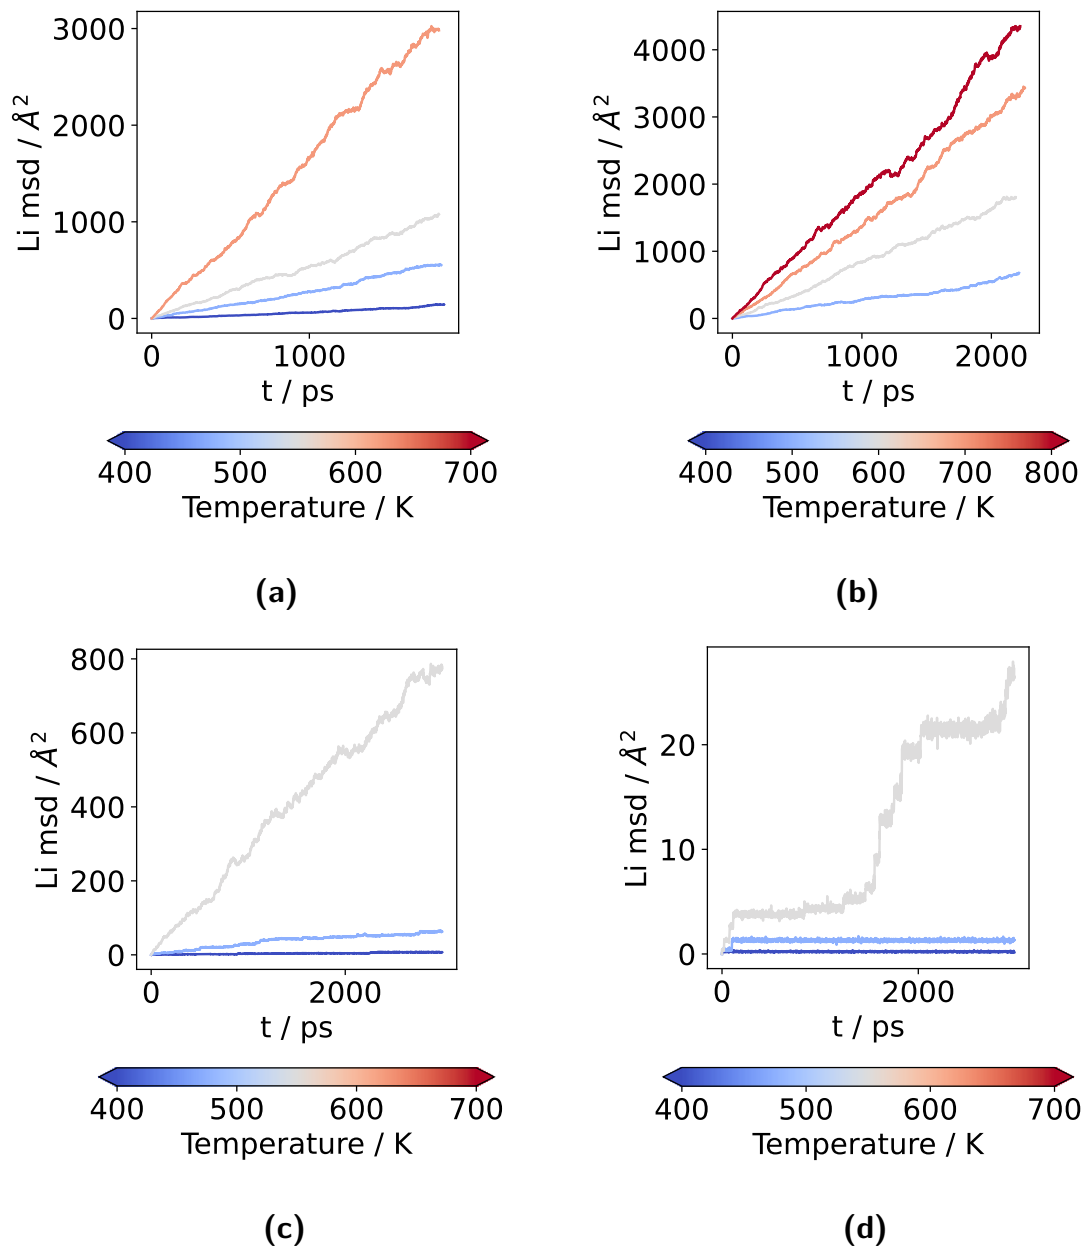 3000
2000
1000
0
Li msd / Å²
0 1000
t / ps
400 500 600 700
Temperature / K
(a)
4000
3000
2000
1000
0
Li msd / Å²
0 1000 2000
t / ps
400 500 600 700 800
Temperature / K
(b)
800
600
400
200
0
Li msd / Å²
0 2000
t / ps
400 500 600 700
Temperature / K
(c)
20
10
0
Li msd / Å²
0 2000
t / ps
400 500 600 700
Temperature / K
(d)